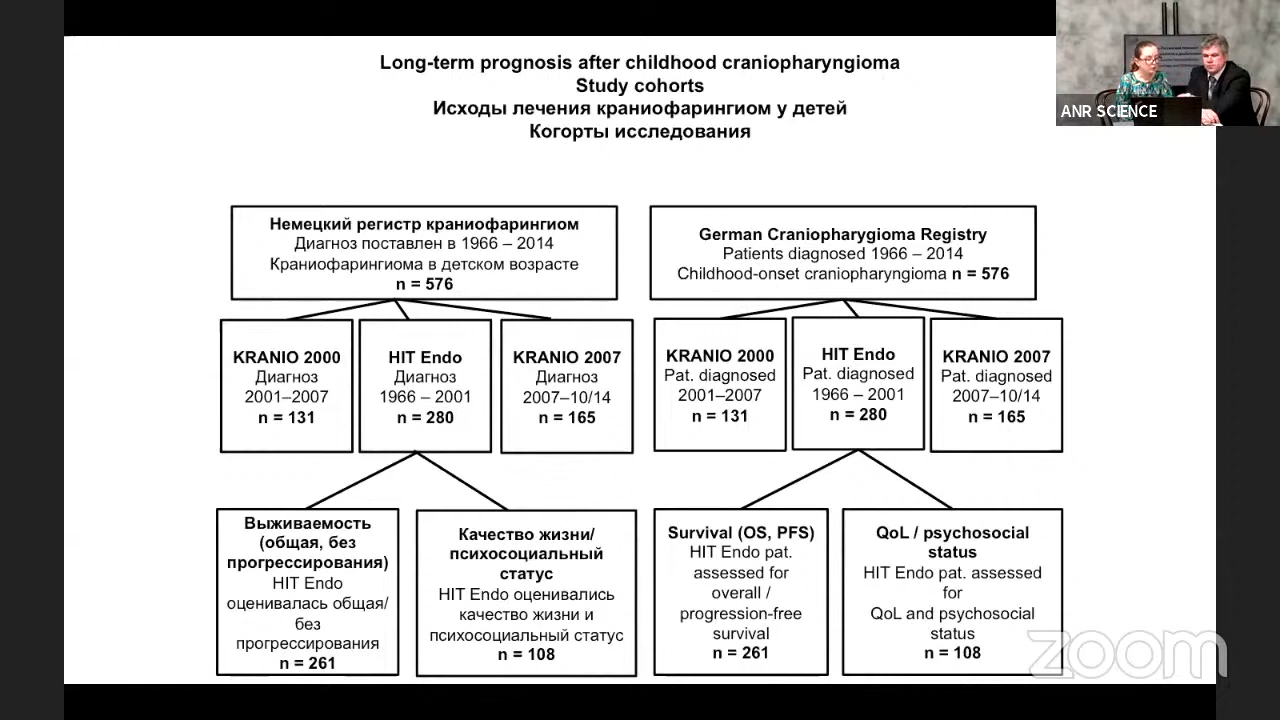 Long-term prognosis after childhood craniopharyngioma
Study cohorts
Исходы лечения краниофарингиом у детей
Когорты исследования
ANR SCIENCE
Немецкий регистр краниофарингиом
Диагноз поставлен в 1966 – 2014
Краниофарингиома в детском возрасте
n = 576
German Craniopharygioma Registry
Patients diagnosed 1966 – 2014
Childhood-onset craniopharyngioma n = 576
KRANIO 2000
Диагноз
2001–2007
n = 131
HIT Endo
Диагноз
1966 – 2001
n = 280
KRANIO 2007
Диагноз
2007–10/14
n = 165
KRANIO 2000
Pat. diagnosed
2001–2007
n = 131
HIT Endo
Pat. diagnosed
1966 – 2001
n = 280
KRANIO 2007
Pat. diagnosed
2007–10/14
n = 165
Выживаемость
(общая, без
прогрессирования)
HIT Endo
оценивалась общая/
без
прогрессирования
n = 261
Качество жизни/
психосоциальный
статус
HIT Endo оценивались
качество жизни и
психосоциальный статус
n = 108
Survival (OS, PFS)
HIT Endo pat.
assessed for
overall /
progression-free
survival
n = 261
QoL / psychosocial
status
HIT Endo pat. assessed
for
QoL and psychosocial
status
n = 108
zoom